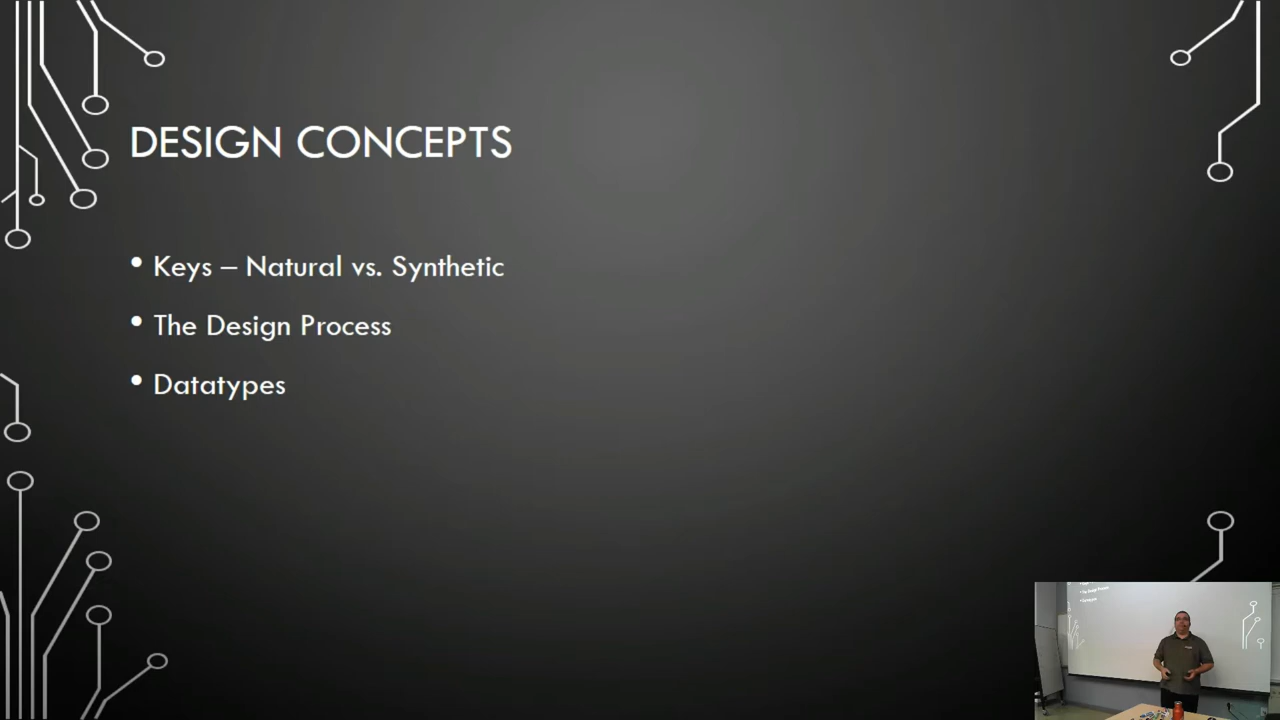 DESIGN CONCEPTS
• Keys – Natural vs. Synthetic
• The Design Process
• Datatypes